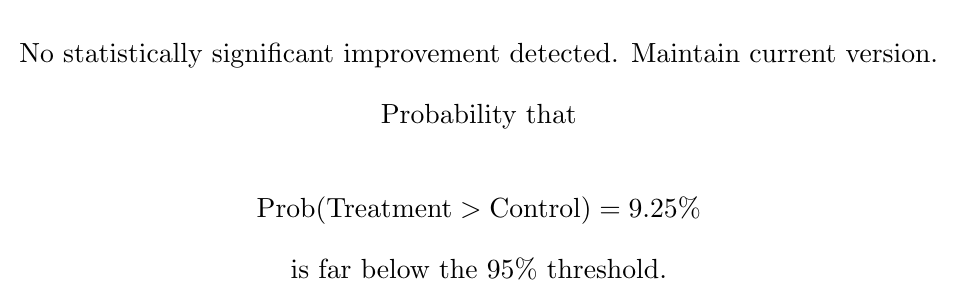 No statistically significant improvement detected. Maintain current version.
Probability that
Prob(Treatment > Control) = 9.25%
is far below the 95% threshold.